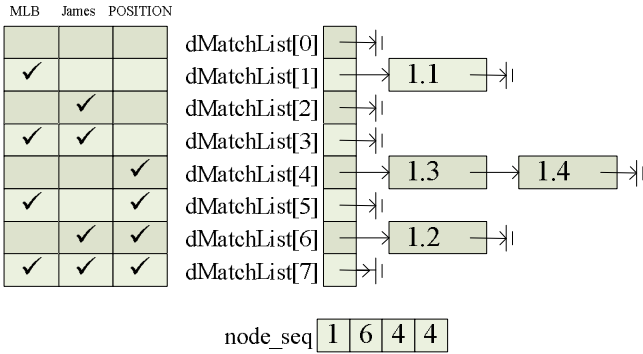 MLB James POSITION
dMatchList[0]
dMatchList[1] 1.1
dMatchList[2]
dMatchList[3]
dMatchList[4] 1.3 1.4
dMatchList[5]
dMatchList[6] 1.2
dMatchList[7]
node_seq 1 6 4 4